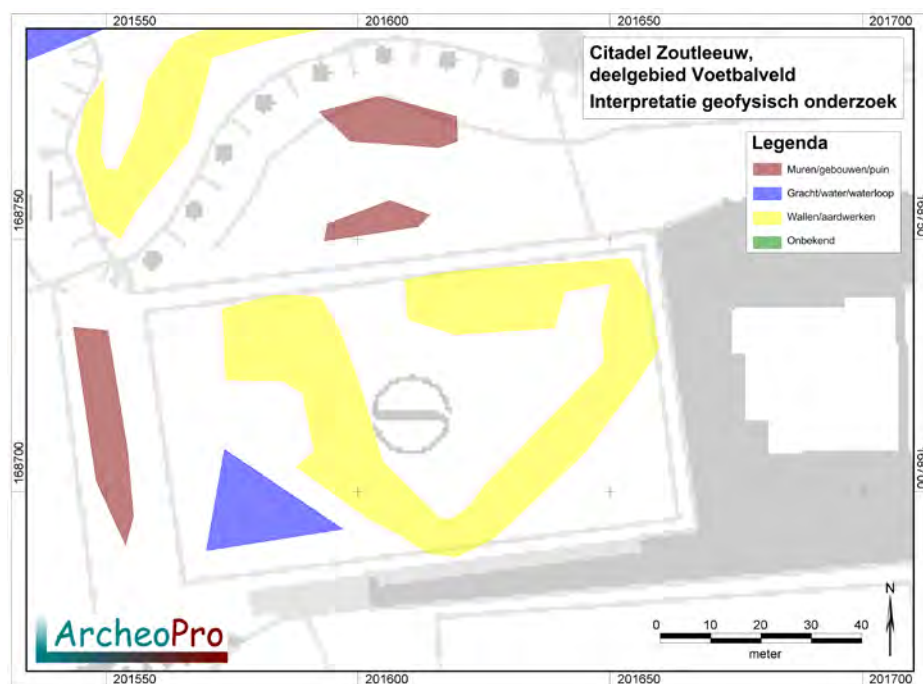 201550 201600 201650 201700
Citadel Zoutleeuw,
deelgebied Voetbalveld
Interpretatie geofysisch onderzoek
Legenda
Muren/gebouwen/puin
Gracht/water/waterloop
Wallen/aardwerken
Onbekend
168750 168750
168700 168700
N
0 10 20 30 40
meter
ArcheoPro
201550 201600 201650 201700